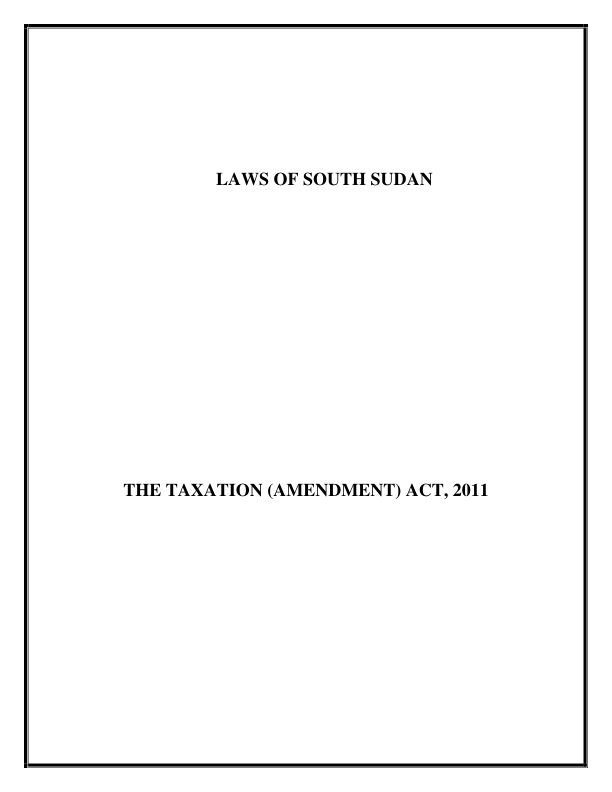 LAWS OF SOUTH SUDAN
THE TAXATION (AMENDMENT) ACT, 2011